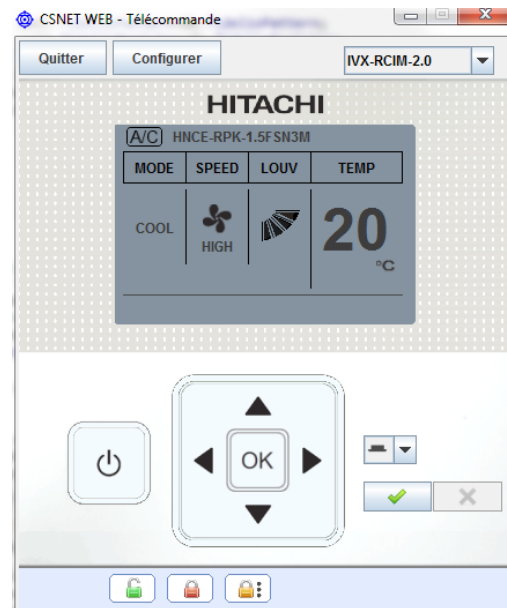 CSNET WEB - Télécommande
Quitter Configurer IVX-RCIM-2.0
HITACHI
A/C HNCE-RPK-1.5FSN3M
MODE SPEED LOUV TEMP
COOL HIGH 20 °C
OK